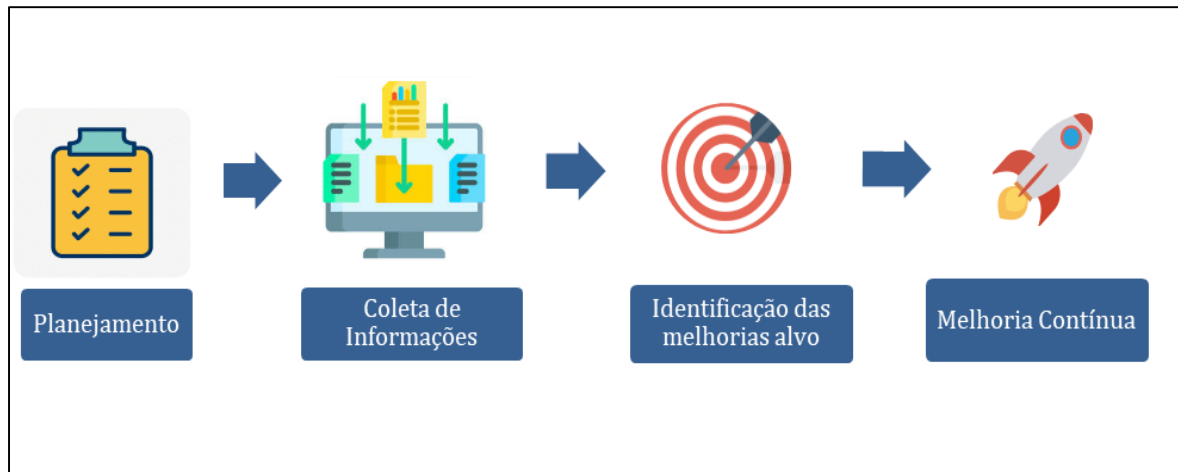 Planejamento
Coleta de
Informações
Identificação das
melhorias alvo
Melhoria Contínua